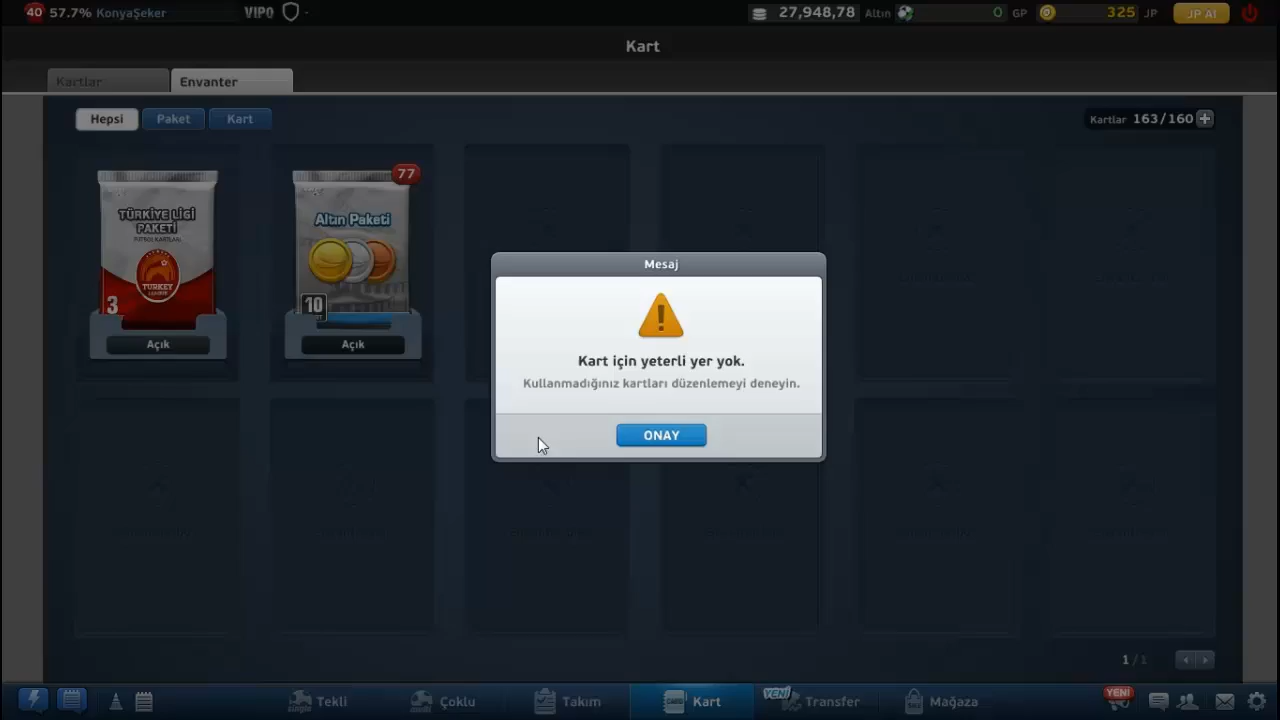 40 57.7% KonyaŞeker VIP0 27,948,78 Altın 0 GP 325 JP JP Al
Kart
Kartlar Envanter
Hepsi Paket Kart Kartlar 163/160
TÜRKİYE LİGİ
PAKETİ
FUTBOL KARTLARI
TURKEY
3
Açık
77
Altın Paketi
10
Açık
Mesaj
Kart için yeterli yer yok.
Kullanmadığınız kartları düzenlemeyi deneyin.
ONAY
1 / 1
Tekli Çoklu Takım Kart YENİ Transfer Mağaza YENİ